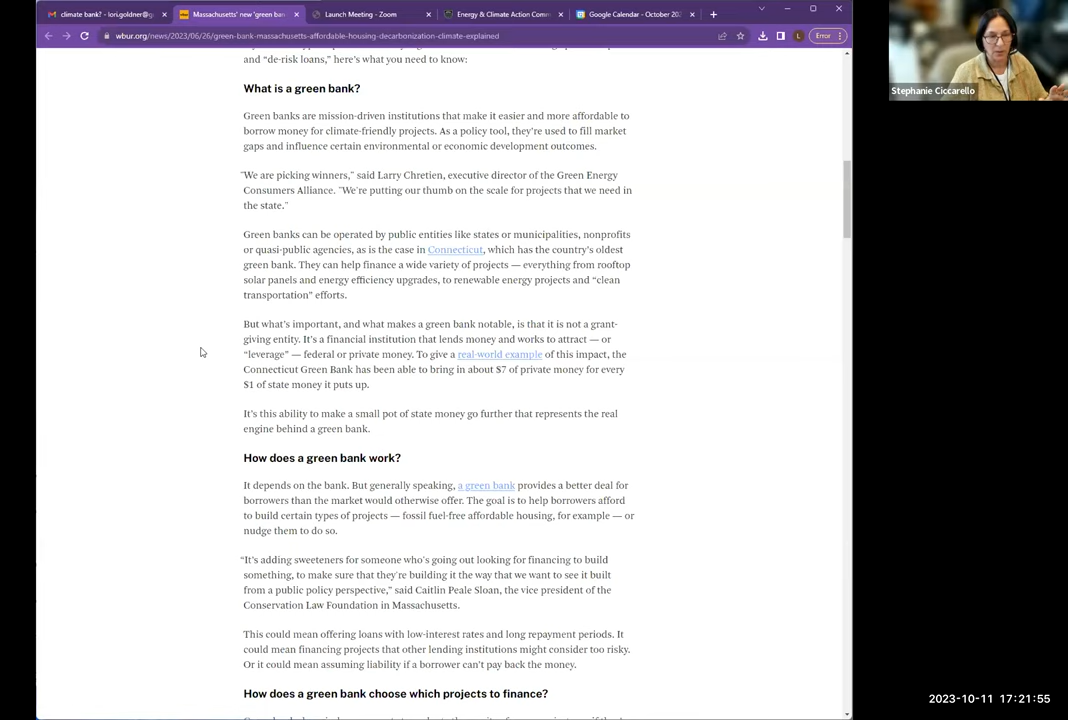 climate bank? - lori.goldner@g
Massachusetts' new 'green ban
Launch Meeting - Zoom
Energy & Climate Action Com
Google Calendar - October 202
wbur.org/news/2023/06/26/green-bank-massachusetts-affordable-housing-decarbonization-climate-explained
L
Error
Stephanie Ciccarello
and “de-risk loans,” here’s what you need to know:
What is a green bank?
Green banks are mission-driven institutions that make it easier and more affordable to
borrow money for climate-friendly projects. As a policy tool, they’re used to fill market
gaps and influence certain environmental or economic development outcomes.
“We are picking winners,” said Larry Chretien, executive director of the Green Energy
Consumers Alliance. “We’re putting our thumb on the scale for projects that we need in
the state.”
Green banks can be operated by public entities like states or municipalities, nonprofits
or quasi-public agencies, as is the case in Connecticut, which has the country’s oldest
green bank. They can help finance a wide variety of projects — everything from rooftop
solar panels and energy efficiency upgrades, to renewable energy projects and “clean
transportation” efforts.
But what’s important, and what makes a green bank notable, is that it is not a grant-
giving entity. It’s a financial institution that lends money and works to attract — or
“leverage” — federal or private money. To give a real-world example of this impact, the
Connecticut Green Bank has been able to bring in about $7 of private money for every
$1 of state money it puts up.
It’s this ability to make a small pot of state money go further that represents the real
engine behind a green bank.
How does a green bank work?
It depends on the bank. But generally speaking, a green bank provides a better deal for
borrowers than the market would otherwise offer. The goal is to help borrowers afford
to build certain types of projects — fossil fuel-free affordable housing, for example — or
nudge them to do so.
“It’s adding sweeteners for someone who’s going out looking for financing to build
something, to make sure that they’re building it the way that we want to see it built
from a public policy perspective,” said Caitlin Peale Sloan, the vice president of the
Conservation Law Foundation in Massachusetts.
This could mean offering loans with low-interest rates and long repayment periods. It
could mean financing projects that other lending institutions might consider too risky.
Or it could mean assuming liability if a borrower can’t pay back the money.
How does a green bank choose which projects to finance?
2023-10-11 17:21:55